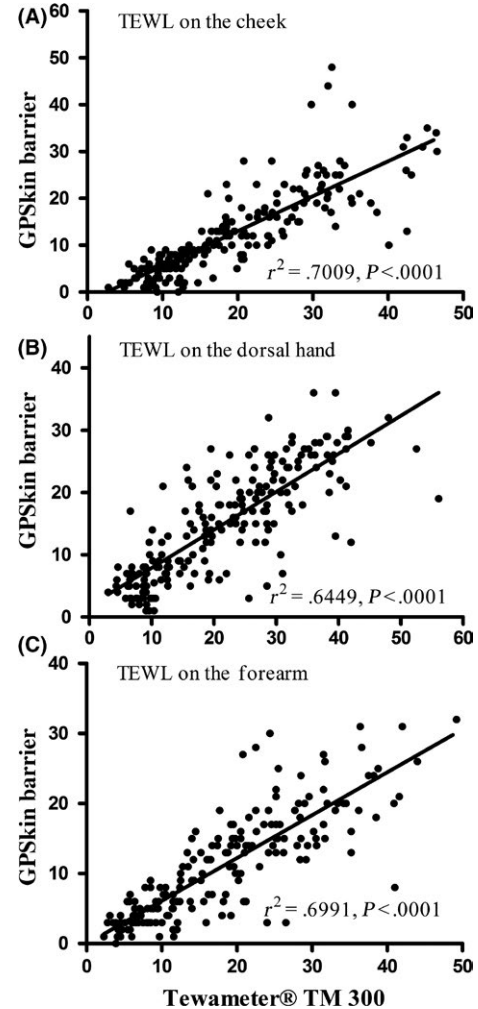 (A)
TEWL on the cheek
60
50
40
30
20
10
0
GPSkin barrier
r² = .7009, P<.0001
0 10 20 30 40 50
(B)
TEWL on the dorsal hand
40
30
20
10
0
GPSkin barrier
r² = .6449, P<.0001
0 10 20 30 40 50 60
(C)
TEWL on the forearm
40
30
20
10
0
GPSkin barrier
r² = .6991, P<.0001
0 10 20 30 40 50
Tewameter® TM 300